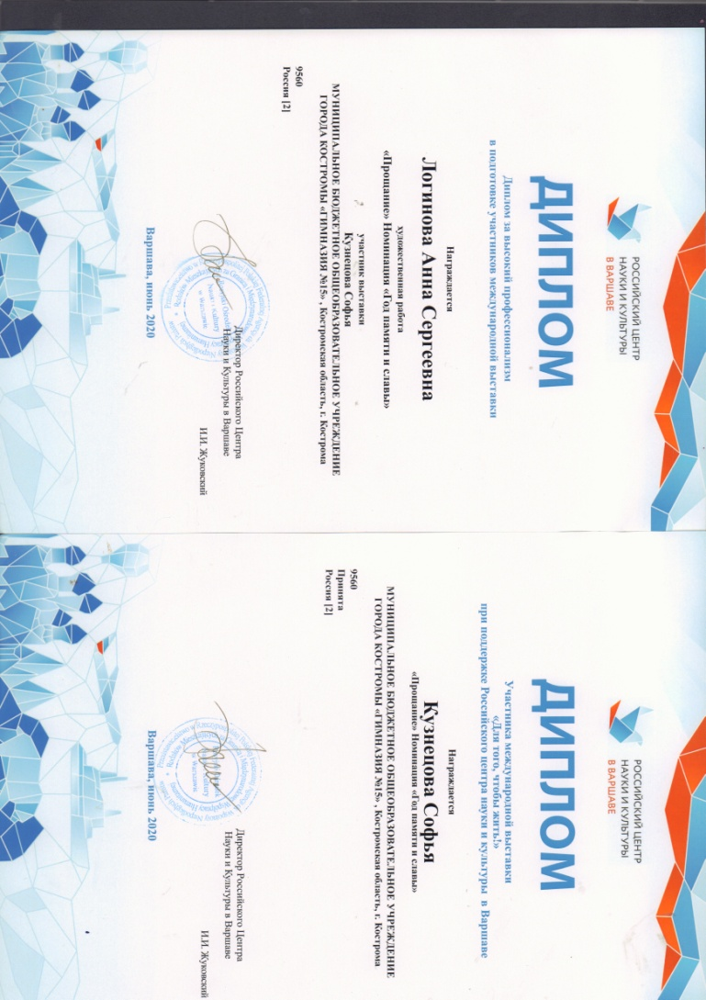 РОССИЙСКИЙ ЦЕНТР
НАУКИ И КУЛЬТУРЫ
В ВАРШАВЕ
ДИПЛОМ
Диплом за высокий профессионализм
в подготовке участников международной выставки
Награждается
Логинова Анна Сергеевна
художественная работа
«Прощание» Номинация «Год памяти и славы»
участник выставки
Кузнецова Софья
МУНИЦИПАЛЬНОЕ БЮДЖЕТНОЕ ОБЩЕОБРАЗОВАТЕЛЬНОЕ УЧРЕЖДЕНИЕ
ГОРОДА КОСТРОМЫ «ГИМНАЗИЯ №15» , Костромская область, г. Кострома
9560
Россия [2]
Директор Российского Центра
Науки и Культуры в Варшаве
И.И. Жуковский
Варшава, июнь 2020
РОССИЙСКИЙ ЦЕНТР
НАУКИ И КУЛЬТУРЫ
В ВАРШАВЕ
ДИПЛОМ
Участника международной выставки
«Для того, чтобы жить!»
при поддержке Российского центра науки и культуры в Варшаве
Награждается
Кузнецова Софья
«Прощание» Номинация «Год памяти и славы»
МУНИЦИПАЛЬНОЕ БЮДЖЕТНОЕ ОБЩЕОБРАЗОВАТЕЛЬНОЕ УЧРЕЖДЕНИЕ
ГОРОДА КОСТРОМЫ «ГИМНАЗИЯ №15» , Костромская область, г. Кострома
9560
Принята
Россия [2]
Директор Российского Центра
Науки и Культуры в Варшаве
И.И. Жуковский
Варшава, июнь 2020